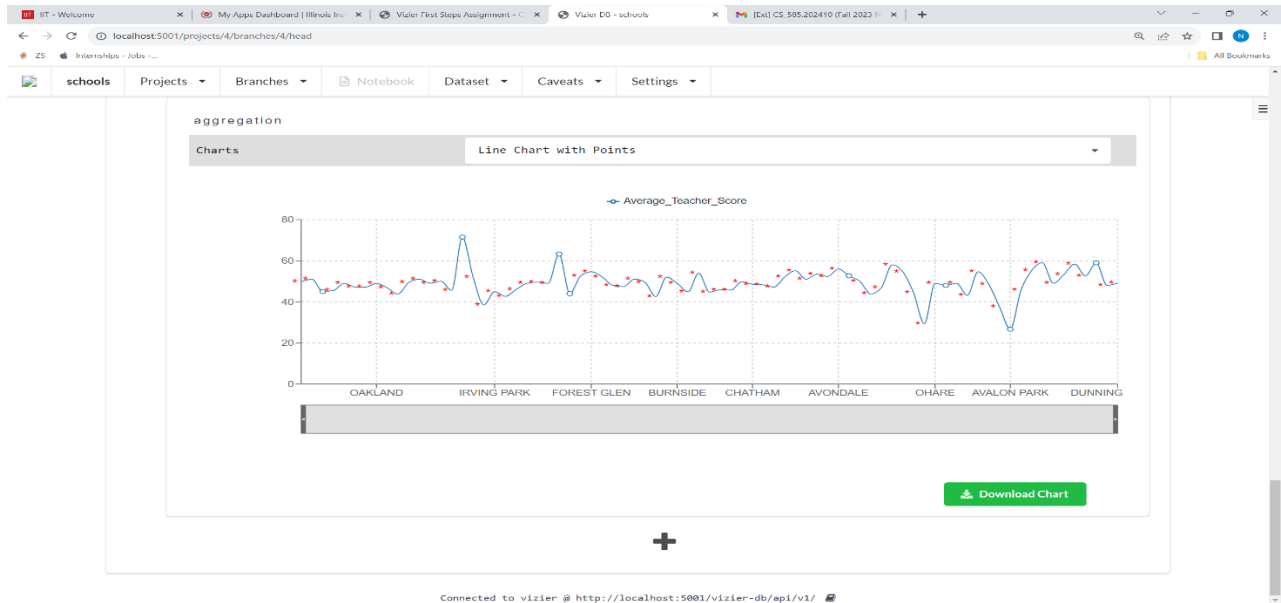 IIT - Welcome
My Apps Dashboard | Illinois Ins
Vizier First Steps Assignment - C
Vizier DB - schools
[Ext] CS_585.202410 (Fall 2023
localhost:5001/projects/4/branches/4/head
N
ZS
Internships - Jobs -...
All Bookmarks
schools
Projects
Branches
Notebook
Dataset
Caveats
Settings
aggregation
Charts
Line Chart with Points
Average_Teacher_Score
80
60
40
20
0
OAKLAND
IRVING PARK
FOREST GLEN
BURNSIDE
CHATHAM
AVONDALE
OHARE
AVALON PARK
DUNNING
Download Chart
Connected to vizier @ http://localhost:5001/vizier-db/api/v1/